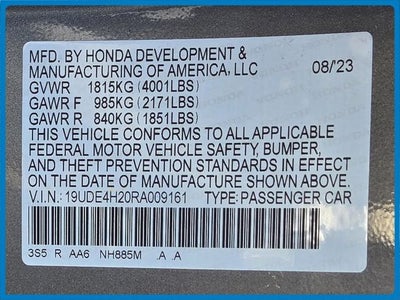 MFD. BY HONDA DEVELOPMENT &
MANUFACTURING OF AMERICA, LLC 08/'23
GVWR 1815KG (4001LBS)
GAWR F 985KG (2171LBS)
GAWR R 840KG (1851LBS)
THIS VEHICLE CONFORMS TO ALL APPLICABLE
FEDERAL MOTOR VEHICLE SAFETY, BUMPER,
AND THEFT PREVENTION STANDARDS IN EFFECT
ON THE DATE OF MANUFACTURE SHOWN ABOVE.
V.I.N.: 19UDE4H20RA009161 TYPE: PASSENGER CAR
3S5 R AA6 NH885M .A .A